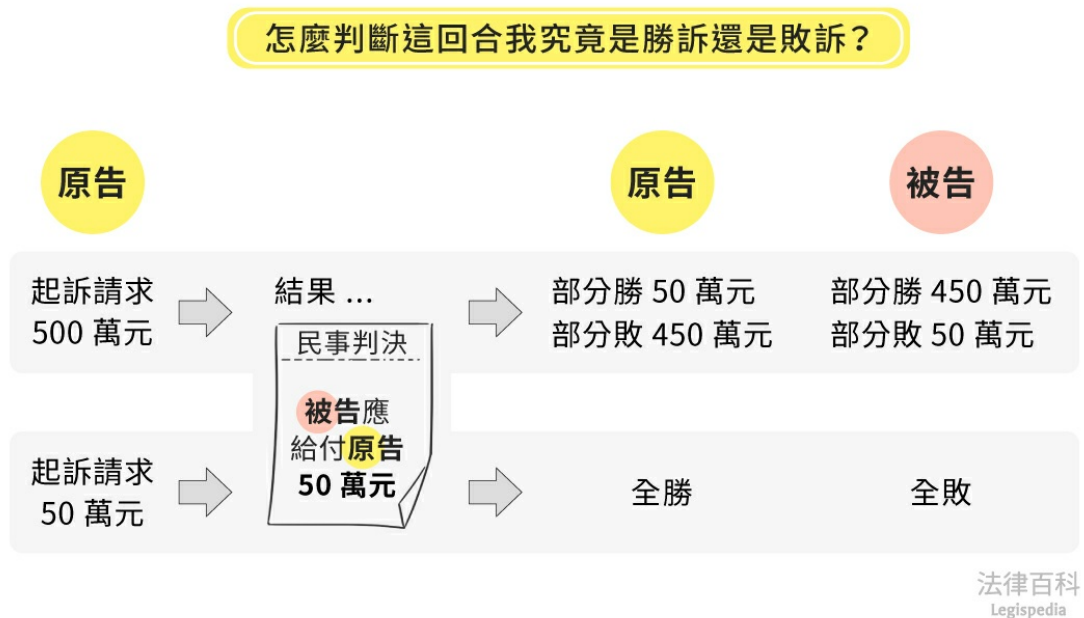 怎麼判斷這回合我究竟是勝訴還是敗訴？
原告
原告
被告
起訴請求
500 萬元
結果 ...
部分勝 50 萬元
部分敗 450 萬元
部分勝 450 萬元
部分敗 50 萬元
民事判決
被告應
給付原告
50 萬元
起訴請求
50 萬元
全勝
全敗
法律百科
Legispedia